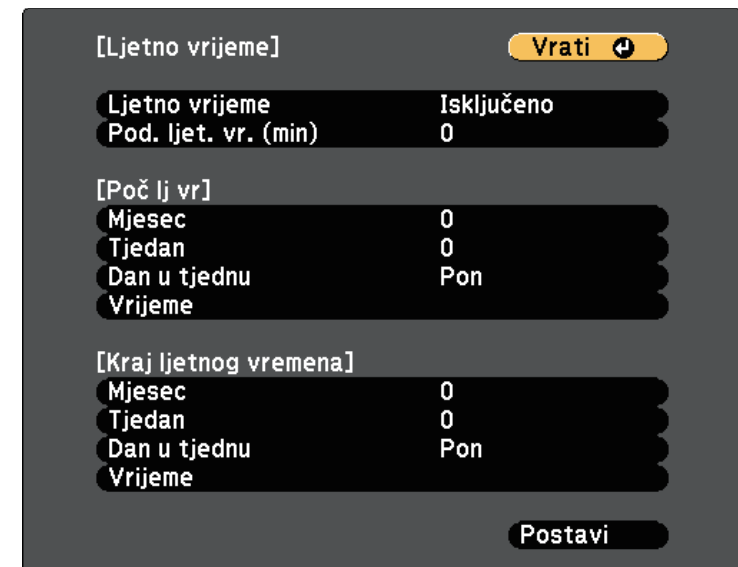 [Ljetno vrijeme] Vrati
Ljetno vrijeme Isključeno
Pod. ljet. vr. (min) 0
[Poč lj vr]
Mjesec 0
Tjedan 0
Dan u tjednu Pon
Vrijeme
[Kraj ljetnog vremena]
Mjesec 0
Tjedan 0
Dan u tjednu Pon
Vrijeme
Postavi